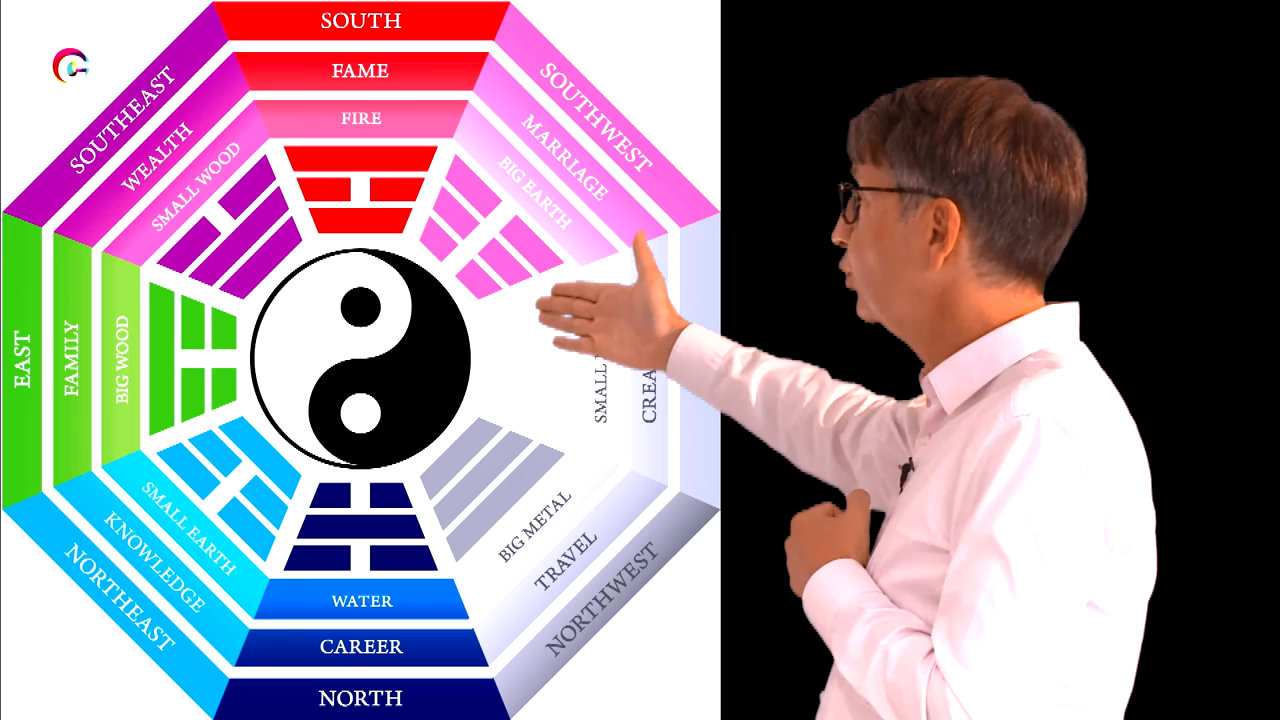 SOUTH
FAME
FIRE
SOUTHWEST
MARRIAGE
BIG EARTH
SOUTHEAST
WEALTH
SMALL WOOD
EAST
FAMILY
BIG WOOD
SMALL
NORTHEAST
KNOWLEDGE
SMALL EARTH
BIG METAL
TRAVEL
NORTHWEST
WATER
CAREER
NORTH